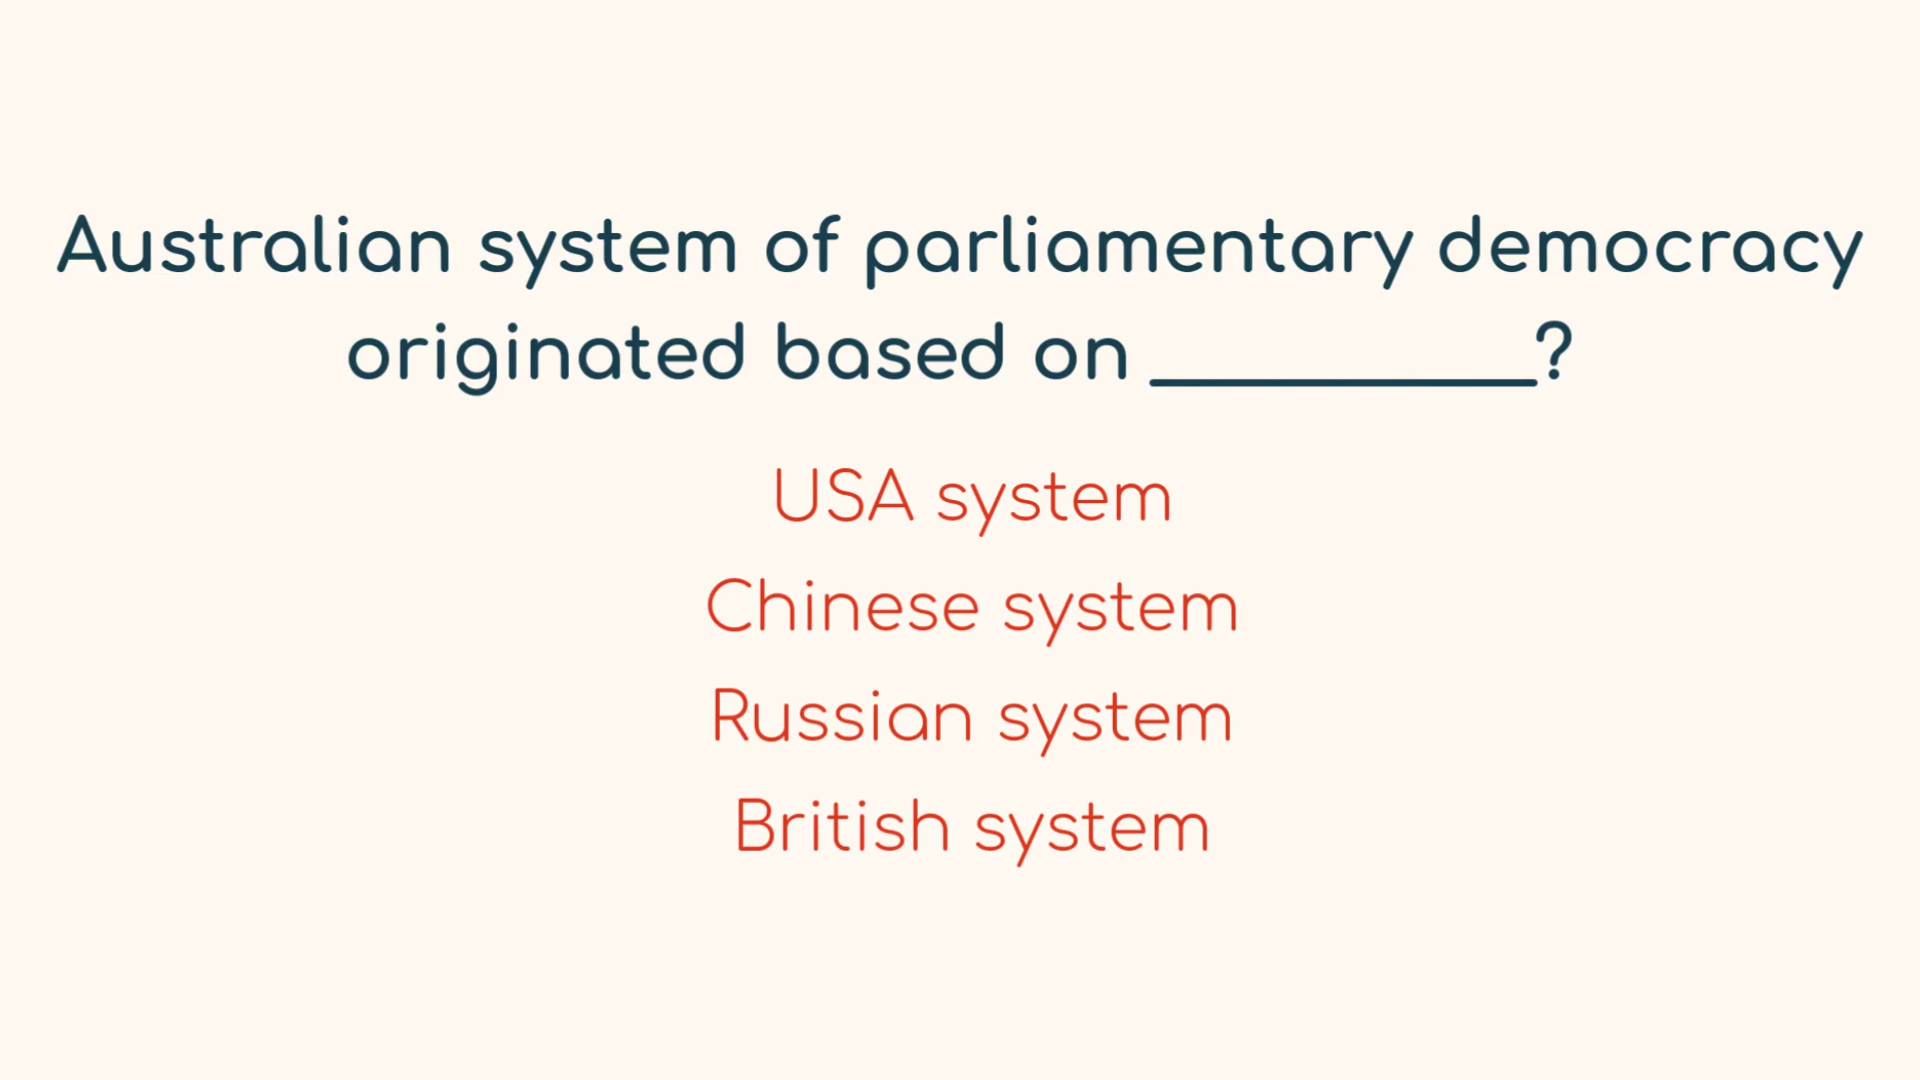 Australian system of parliamentary democracy
originated based on __________?
USA system
Chinese system
Russian system
British system